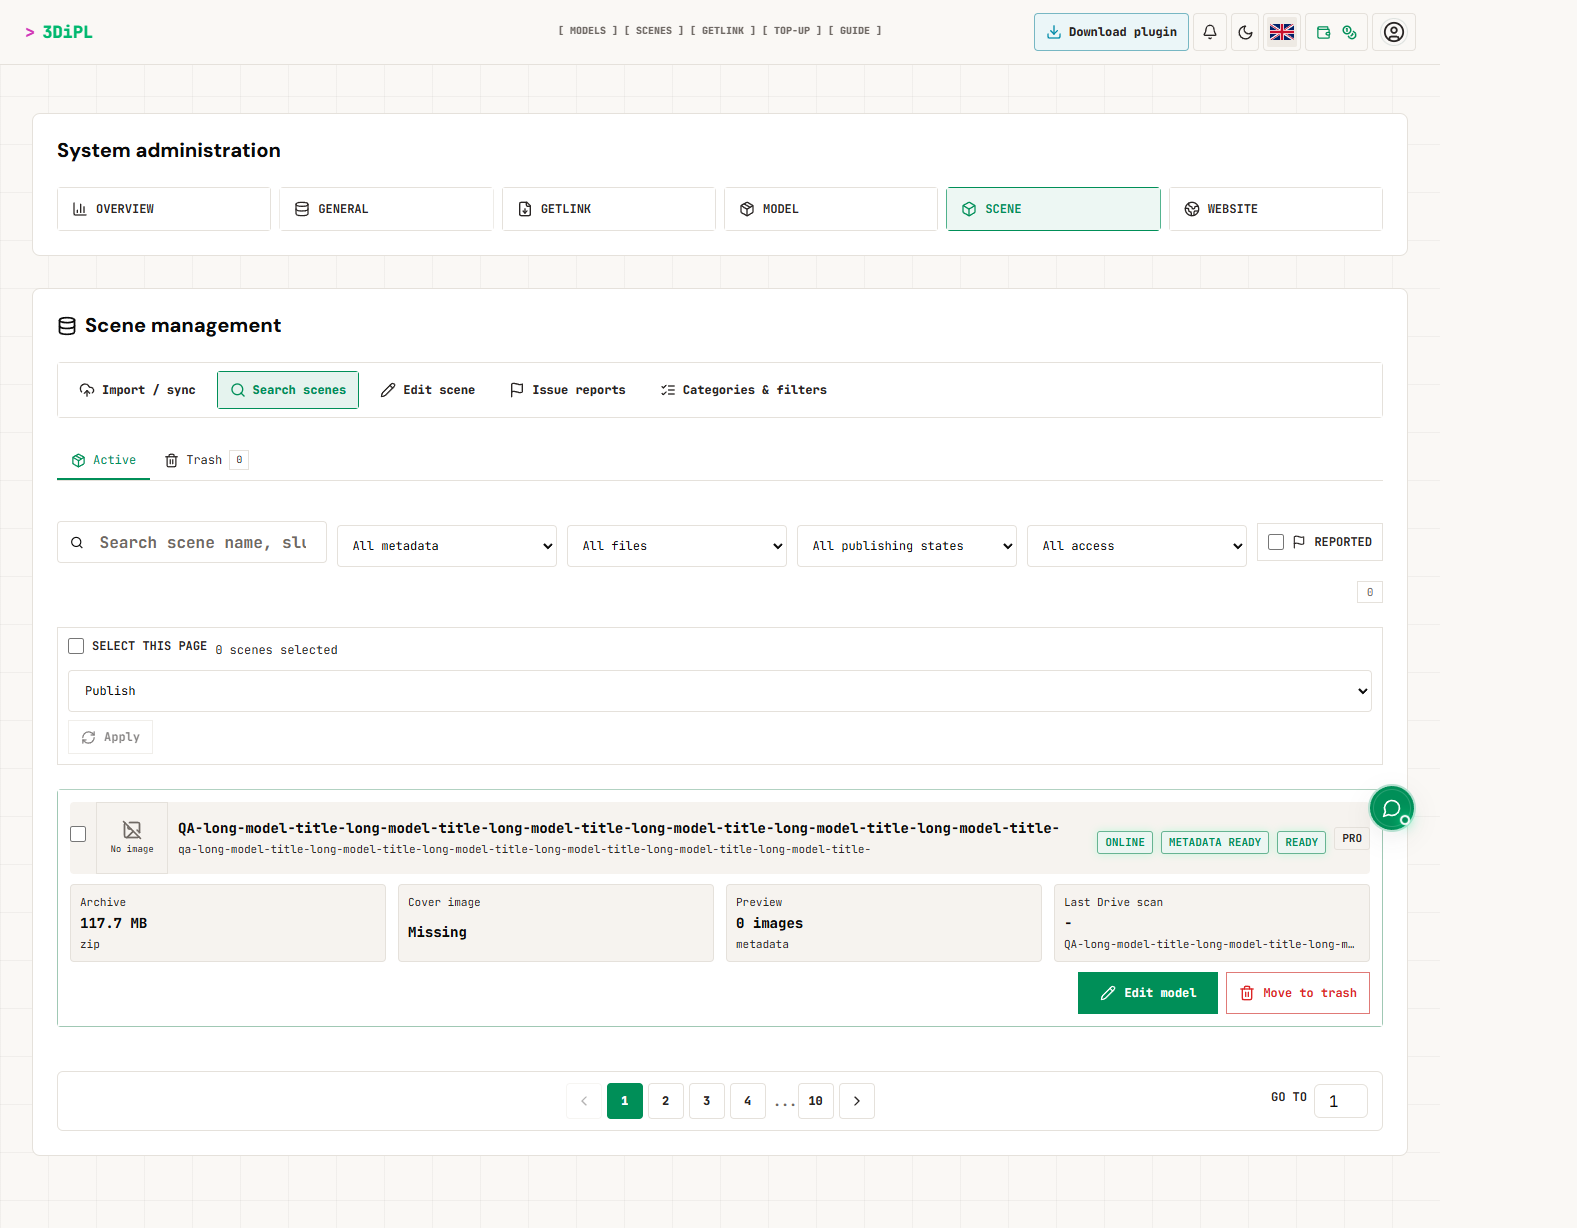 > 3DiPL
[ MODELS ] [ SCENES ] [ GETLINK ] [ TOP-UP ] [ GUIDE ]
Download plugin
System administration
OVERVIEW
GENERAL
GETLINK
MODEL
SCENE
WEBSITE
Scene management
Import / sync
Search scenes
Edit scene
Issue reports
Categories & filters
Active
Trash 0
Search scene name, slu
All metadata
All files
All publishing states
All access
REPORTED
0
SELECT THIS PAGE 0 scenes selected
Publish
Apply
No image
QA-long-model-title-long-model-title-long-model-title-long-model-title-long-model-title-long-model-title-
qa-long-model-title-long-model-title-long-model-title-long-model-title-long-model-title-long-model-title-
ONLINE
METADATA READY
READY
PRO
Archive
117.7 MB
zip
Cover image
Missing
Preview
0 images
metadata
Last Drive scan
-
QA-long-model-title-long-model-title-long-m…
Edit model
Move to trash
1 2 3 4 ... 10
GO TO 1